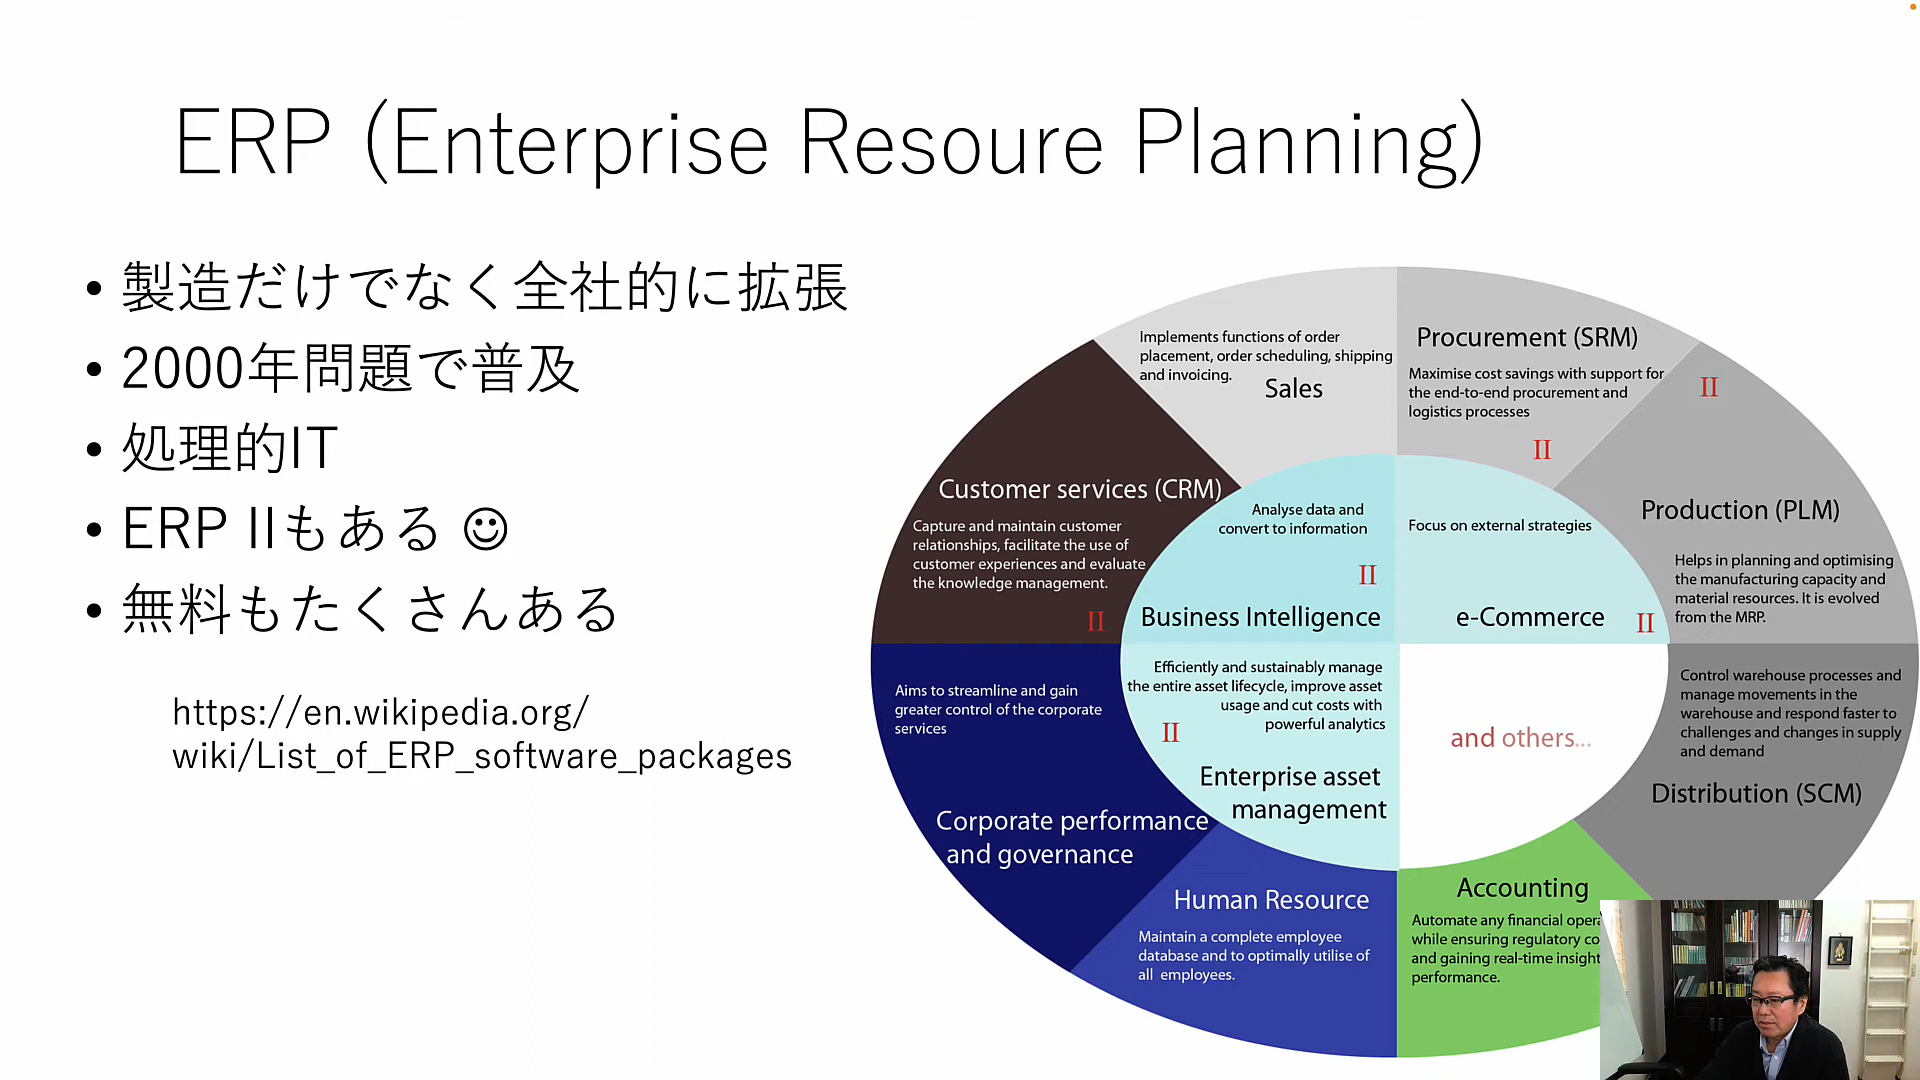 ERP (Enterprise Resoure Planning)
• 製造だけでなく全社的に拡張
• 2000年問題で普及
• 処理的IT
• ERP IIもある ☺
• 無料もたくさんある
https://en.wikipedia.org/
wiki/List_of_ERP_software_packages
Implements functions of order
placement, order scheduling, shipping
and invoicing.
Sales
Procurement (SRM)
Maximise cost savings with support for
the end-to-end procurement and
logistics processes
II
II
Production (PLM)
Helps in planning and optimising
the manufacturing capacity and
material resources. It is evolved
from the MRP.
Customer services (CRM)
Capture and maintain customer
relationships, facilitate the use of
customer experiences and evaluate
the knowledge management.
II
Analyse data and
convert to information
II
Business Intelligence
Focus on external strategies
e-Commerce
II
Efficiently and sustainably manage
the entire asset lifecycle, improve asset
usage and cut costs with
powerful analytics
II
Enterprise asset
management
and others...
Control warehouse processes and
manage movements in the
warehouse and respond faster to
challenges and changes in supply
and demand
Distribution (SCM)
Aims to streamline and gain
greater control of the corporate
services
Corporate performance
and governance
Human Resource
Maintain a complete employee
database and to optimally utilise of
all employees.
Accounting
Automate any financial
while ensuring regulatory
and gaining real-time insight
performance.